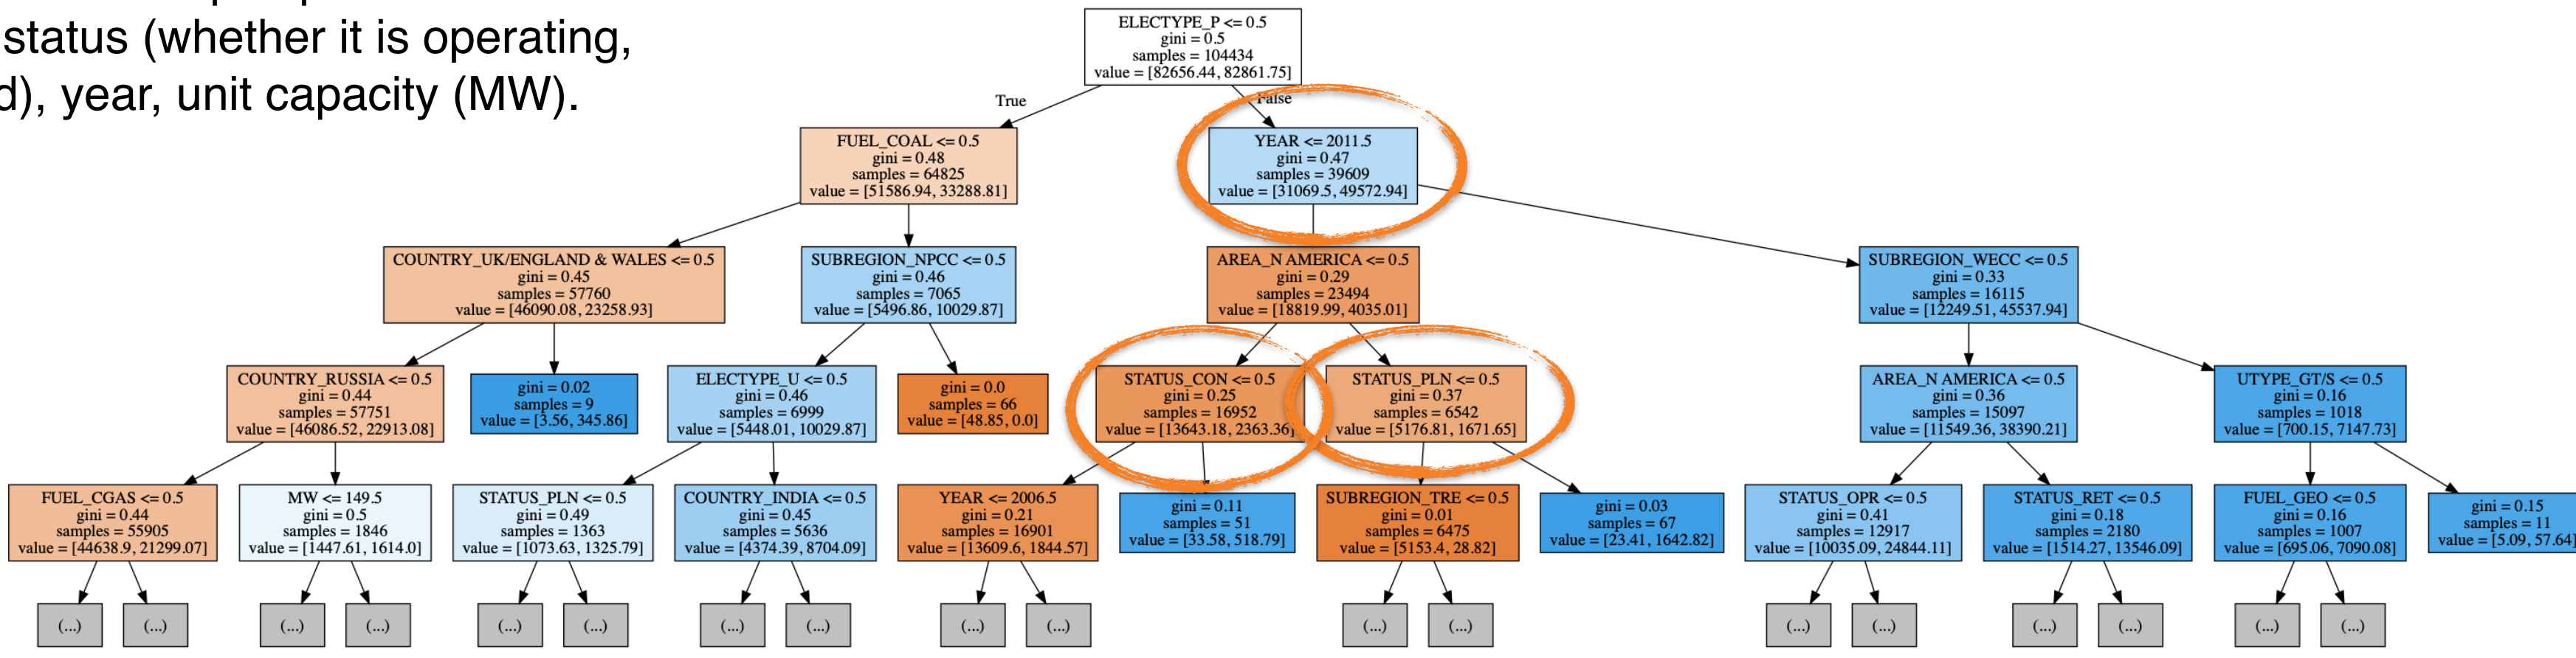 status (whether it is operating,
d), year, unit capacity (MW).
ELECTYPE_P <= 0.5
gini = 0.5
samples = 104434
value = [82656.44, 82861.75]
True
False
FUEL_COAL <= 0.5
gini = 0.48
samples = 64825
value = [51586.94, 33288.81]
YEAR <= 2011.5
gini = 0.47
samples = 39609
value = [31069.5, 49572.94]
COUNTRY_UK/ENGLAND & WALES <= 0.5
gini = 0.45
samples = 57760
value = [46090.08, 23258.93]
SUBREGION_NPCC <= 0.5
gini = 0.46
samples = 7065
value = [5496.86, 10029.87]
AREA_N AMERICA <= 0.5
gini = 0.29
samples = 23494
value = [18819.99, 4035.01]
SUBREGION_WECC <= 0.5
gini = 0.33
samples = 16115
value = [12249.51, 45537.94]
COUNTRY_RUSSIA <= 0.5
gini = 0.44
samples = 57751
value = [46086.52, 22913.08]
gini = 0.02
samples = 9
value = [3.56, 345.86]
ELECTYPE_U <= 0.5
gini = 0.46
samples = 6999
value = [5448.01, 10029.87]
gini = 0.0
samples = 66
value = [48.85, 0.0]
STATUS_CON <= 0.5
gini = 0.25
samples = 16952
value = [13643.18, 2363.36]
STATUS_PLN <= 0.5
gini = 0.37
samples = 6542
value = [5176.81, 1671.65]
AREA_N AMERICA <= 0.5
gini = 0.36
samples = 15097
value = [11549.36, 38390.21]
UTYPE_GT/S <= 0.5
gini = 0.16
samples = 1018
value = [700.15, 7147.73]
FUEL_CGAS <= 0.5
gini = 0.44
samples = 55905
value = [44638.9, 21299.07]
MW <= 149.5
gini = 0.5
samples = 1846
value = [1447.61, 1614.0]
STATUS_PLN <= 0.5
gini = 0.49
samples = 1363
value = [1073.63, 1325.79]
COUNTRY_INDIA <= 0.5
gini = 0.45
samples = 5636
value = [4374.39, 8704.09]
YEAR <= 2006.5
gini = 0.21
samples = 16901
value = [13609.6, 1844.57]
gini = 0.11
samples = 51
value = [33.58, 518.79]
SUBREGION_TRE <= 0.5
gini = 0.01
samples = 6475
value = [5153.4, 28.82]
gini = 0.03
samples = 67
value = [23.41, 1642.82]
STATUS_OPR <= 0.5
gini = 0.41
samples = 12917
value = [10035.09, 24844.11]
STATUS_RET <= 0.5
gini = 0.18
samples = 2180
value = [1514.27, 13546.09]
FUEL_GEO <= 0.5
gini = 0.16
samples = 1007
value = [695.06, 7090.08]
gini = 0.15
samples = 11
value = [5.09, 57.64]
(...) (...) (...) (...) (...) (...) (...) (...) (...) (...) (...) (...) (...) (...) (...) (...) (...) (...)